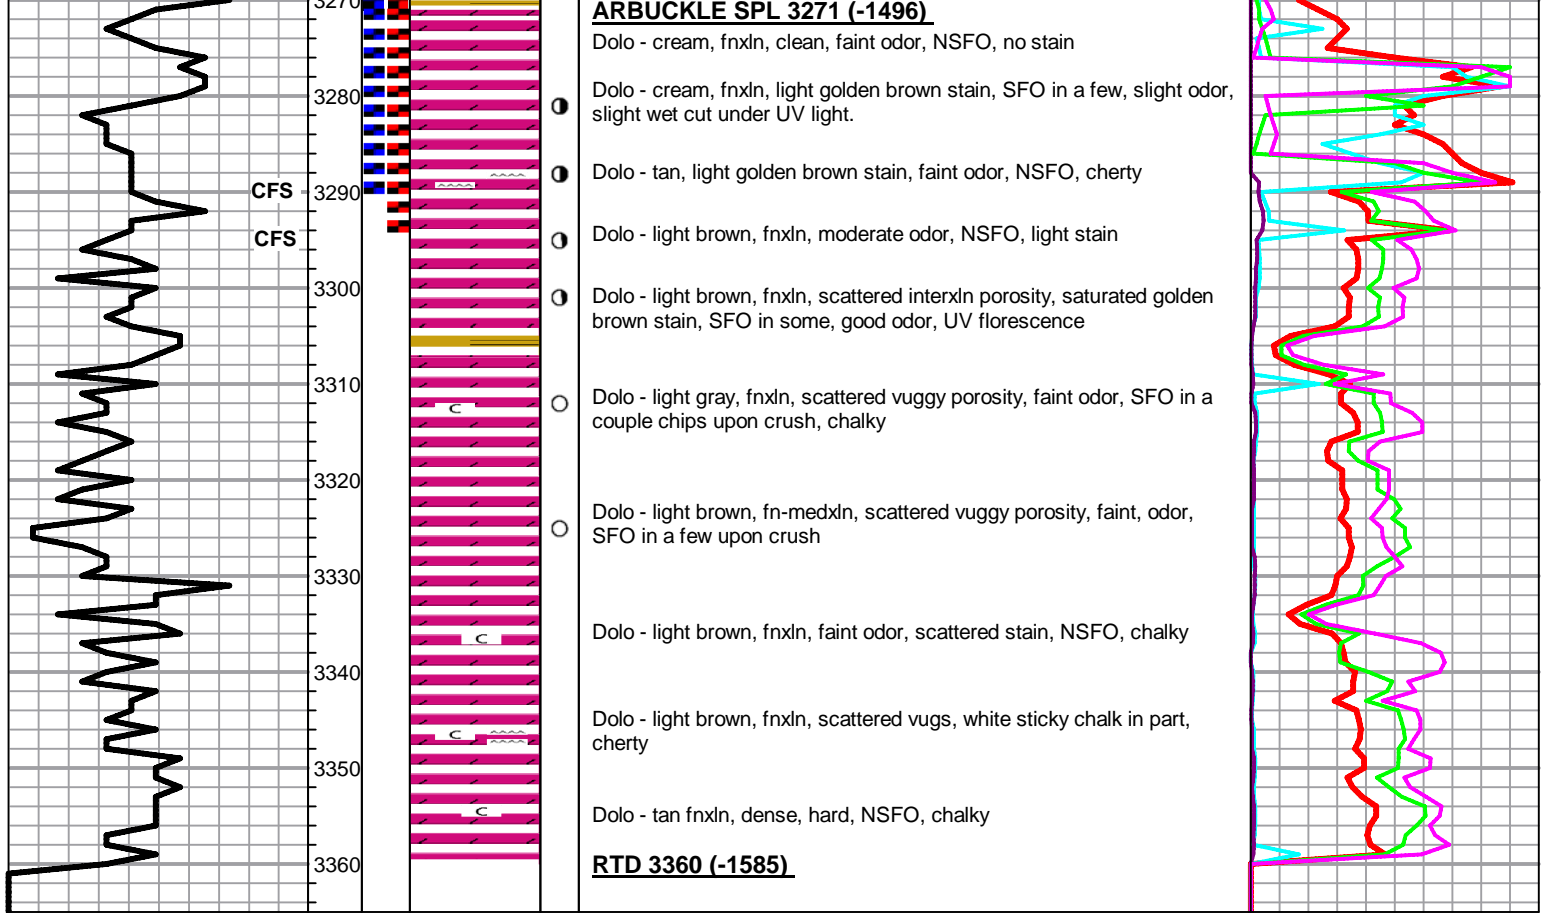 3270
ARBUCKLE SPL 3271 (-1496)
Dolo - cream, fnxln, clean, faint odor, NSFO, no stain
Dolo - cream, fnxln, light golden brown stain, SFO in a few, slight odor,
slight wet cut under UV light.
3280
Dolo - tan, light golden brown stain, faint odor, NSFO, cherty
CFS
3290
CFS
Dolo - light brown, fnxln, moderate odor, NSFO, light stain
3300
Dolo - light brown, fnxln, scattered interxln porosity, saturated golden
brown stain, SFO in some, good odor, UV florescence
3310
Dolo - light gray, fnxln, scattered vuggy porosity, faint odor, SFO in a
couple chips upon crush, chalky
C
3320
Dolo - light brown, fn-medxln, scattered vuggy porosity, faint, odor,
SFO in a few upon crush
3330
Dolo - light brown, fnxln, faint odor, scattered stain, NSFO, chalky
C
3340
Dolo - light brown, fnxln, scattered vugs, white sticky chalk in part,
cherty
C
3350
C
Dolo - tan fnxln, dense, hard, NSFO, chalky
3360
RTD 3360 (-1585)